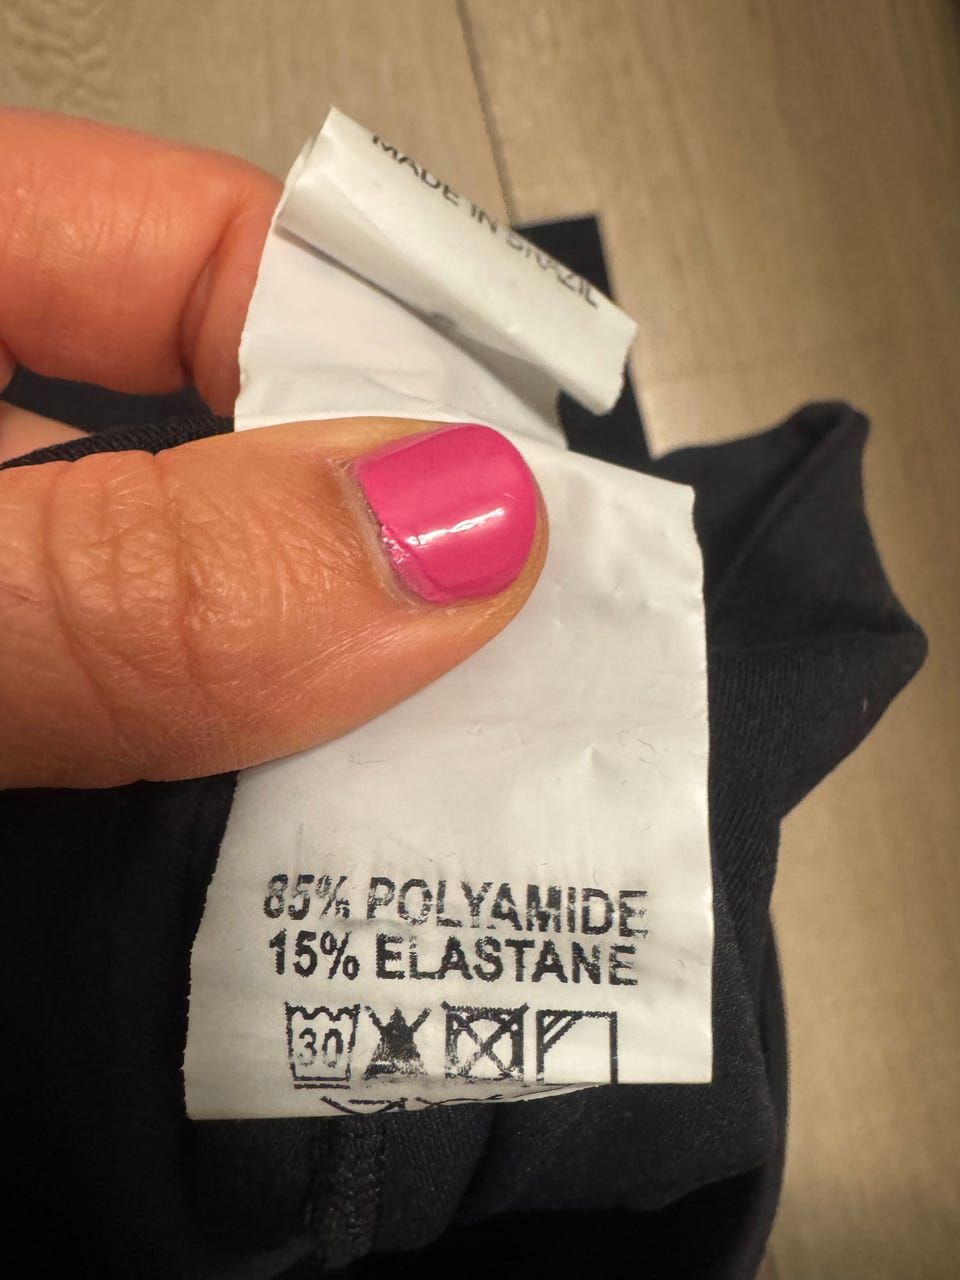 MADE IN BRAZIL
85% POLYAMIDE
15% ELASTANE
30